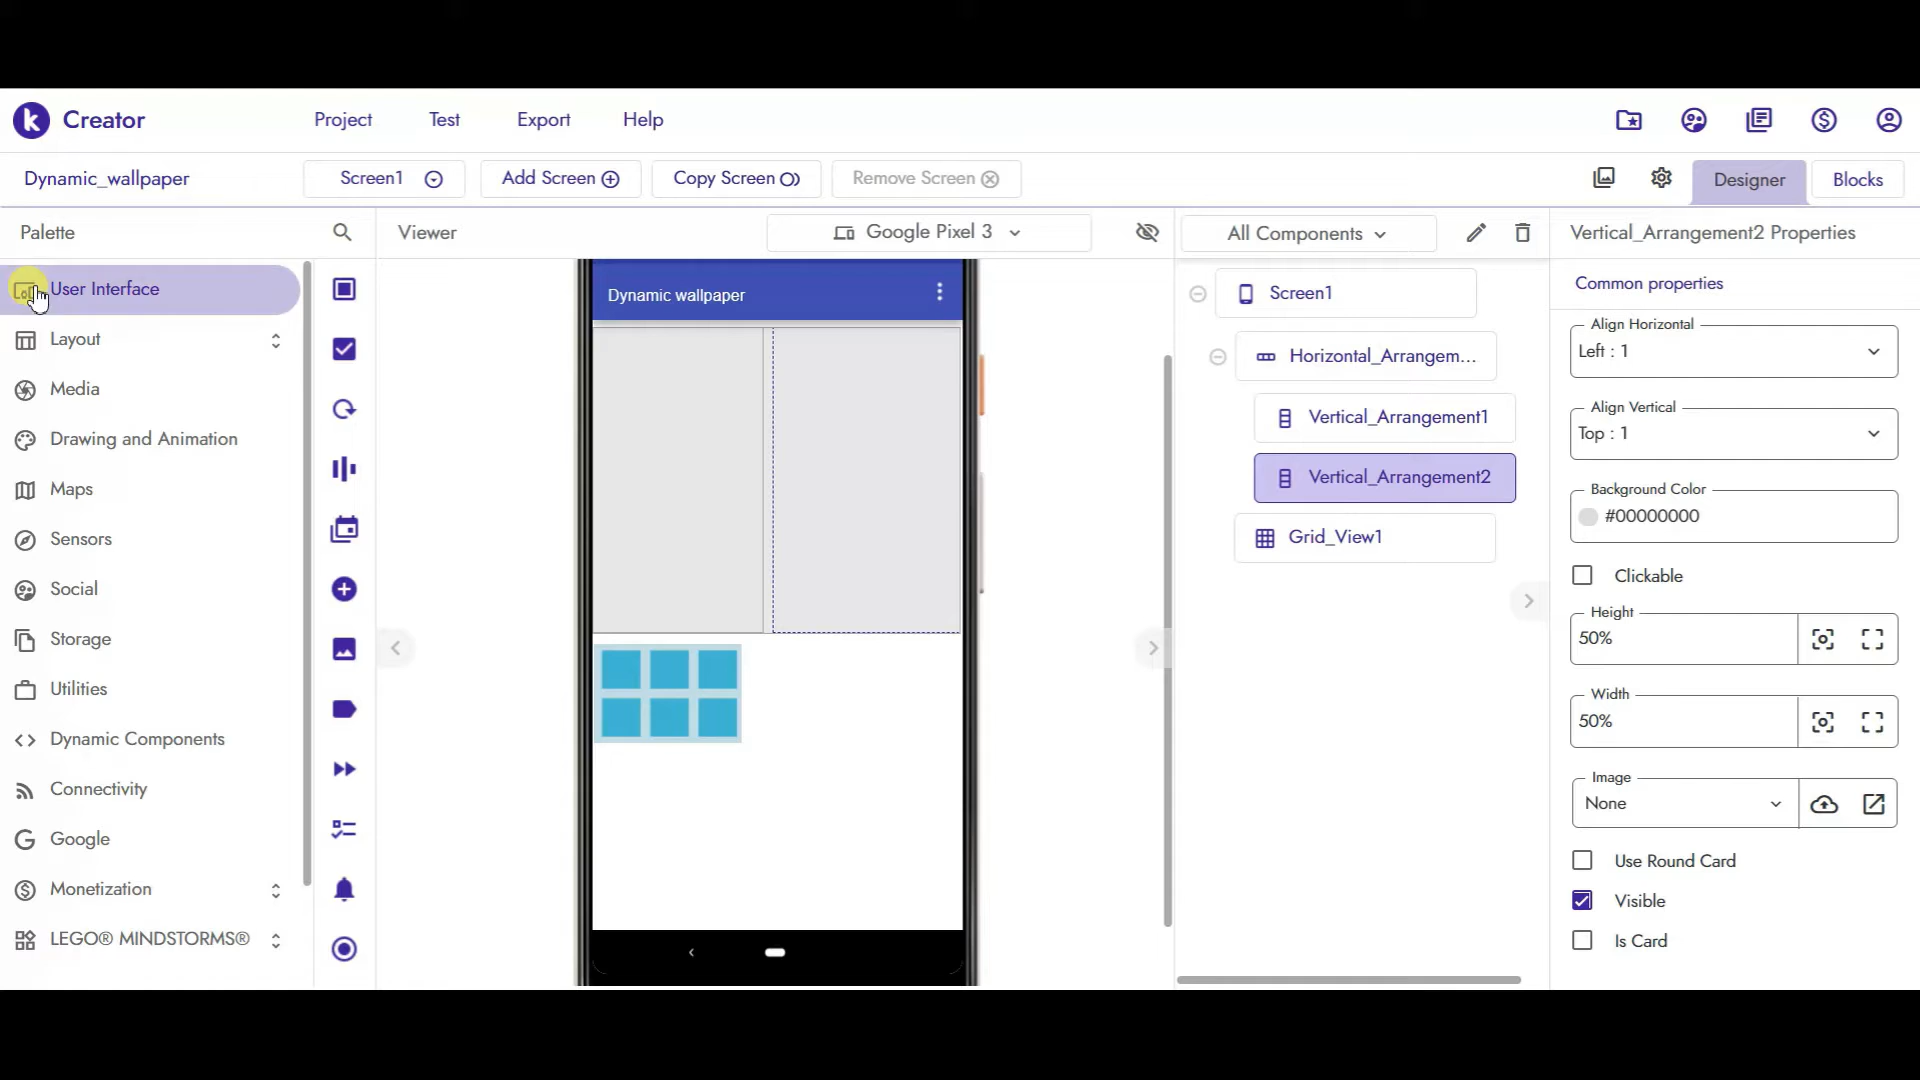 k Creator
Project
Test
Export
Help
Dynamic_wallpaper
Screen1
Add Screen
Copy Screen
Remove Screen
Designer
Blocks
Palette
User Interface
Layout
Media
Drawing and Animation
Maps
Sensors
Social
Storage
Utilities
Dynamic Components
Connectivity
Google
Monetization
LEGO® MINDSTORMS®
Viewer
Google Pixel 3
Dynamic wallpaper
All Components
Screen1
Horizontal_Arrangem...
Vertical_Arrangement1
Vertical_Arrangement2
Grid_View1
Vertical_Arrangement2 Properties
Common properties
Align Horizontal
Left : 1
Align Vertical
Top : 1
Background Color
#00000000
Clickable
Height
50%
Width
50%
Image
None
Use Round Card
Visible
Is Card